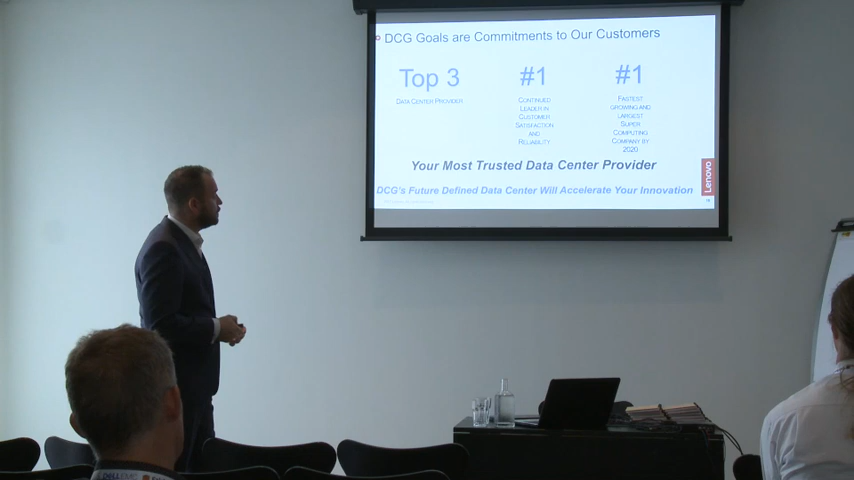 DCG Goals are Commitments to Our Customers
Top 3
DATA CENTER PROVIDER
#1
CONTINUED
LEADER IN
CUSTOMER
SATISFACTION
AND
RELIABILITY
#1
FASTEST
GROWING AND
LARGEST
SUPER
COMPUTING
COMPANY BY
2020
Your Most Trusted Data Center Provider
DCG's Future Defined Data Center Will Accelerate Your Innovation
Lenovo